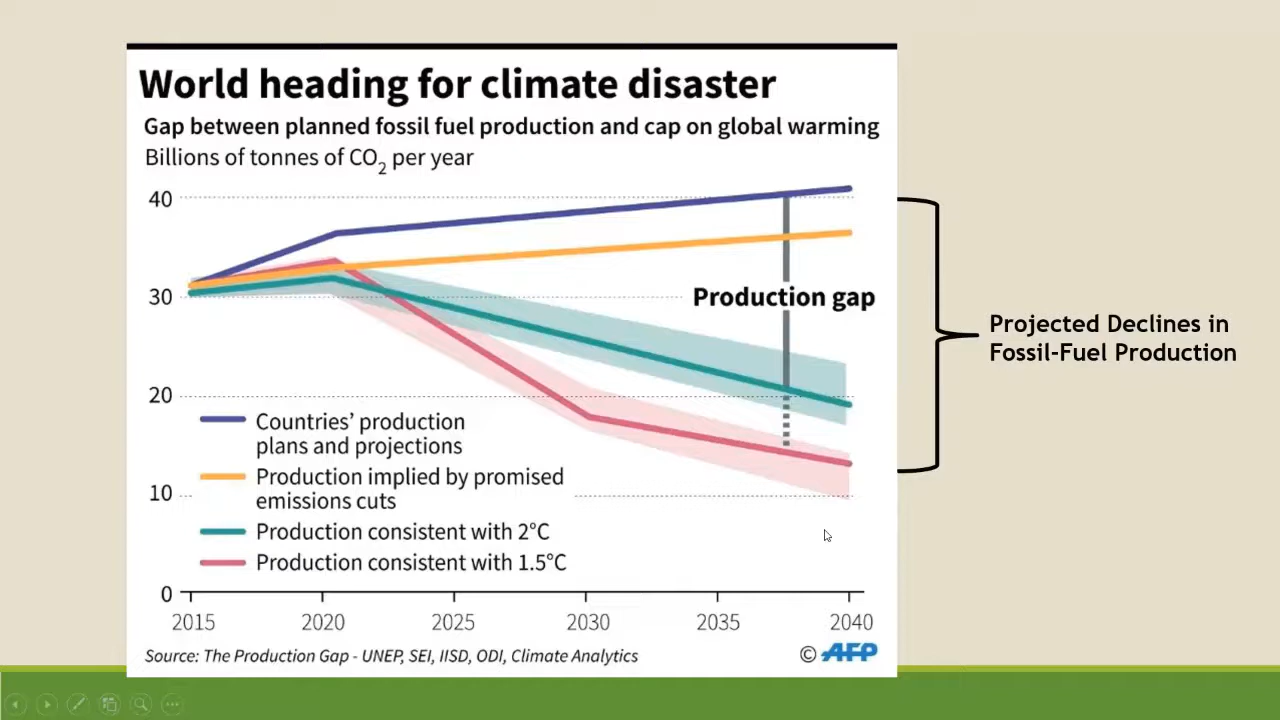 World heading for climate disaster
Gap between planned fossil fuel production and cap on global warming
Billions of tonnes of CO₂ per year
40
30
20
10
0
Production gap
Countries’ production
plans and projections
Production implied by promised
emissions cuts
Production consistent with 2°C
Production consistent with 1.5°C
2015 2020 2025 2030 2035 2040
Source: The Production Gap - UNEP, SEI, IISD, ODI, Climate Analytics
© AFP
Projected Declines in
Fossil-Fuel Production